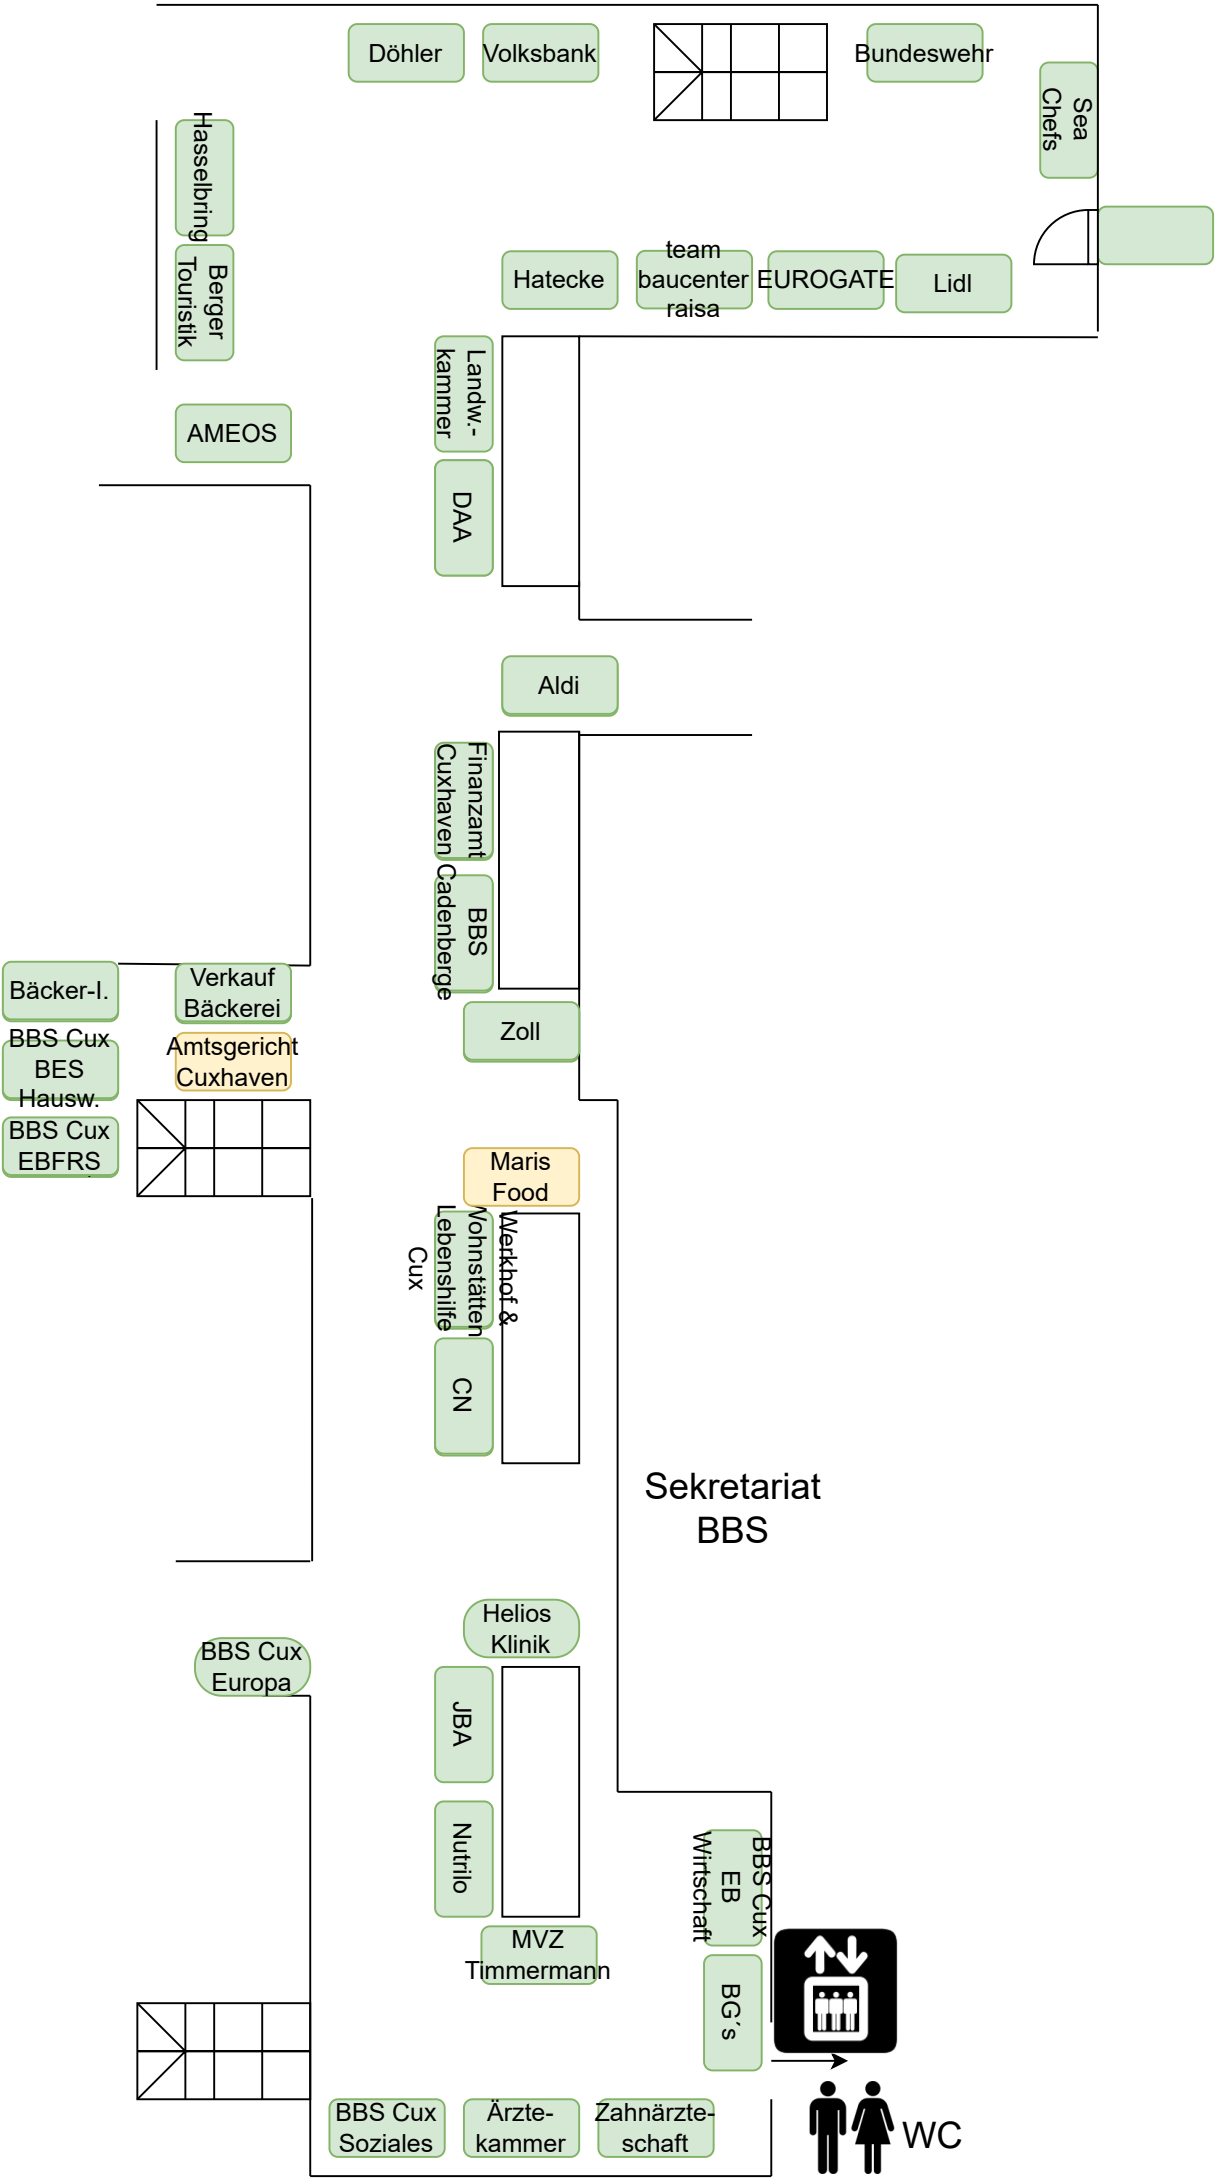 Döhler
Volksbank
Bundeswehr
Sea
Chefs
Hasselbring
Berger
Touristik
Hatecke
team
baucenter
raisa
EUROGATE
Lidl
Landw.-
kammer
AMEOS
DAA
Aldi
Finanzamt
Cuxhaven
BBS
Cadenberge
Bäcker-I.
Verkauf
Bäckerei
Zoll
BBS Cux
BES
Hausw.
Amtsgericht
Cuxhaven
BBS Cux
EBFRS
Maris
Food
Werkhof &
Wohnstätten
Lebenshilfe
Cux
CN
Sekretariat
BBS
Helios
Klinik
BBS Cux
Europa
JBA
Nutrilo
BBS Cux
EB
Wirtschaft
MVZ
Timmermann
BG´s
BBS Cux
Soziales
Ärzte-
kammer
Zahnärzte-
schaft
WC